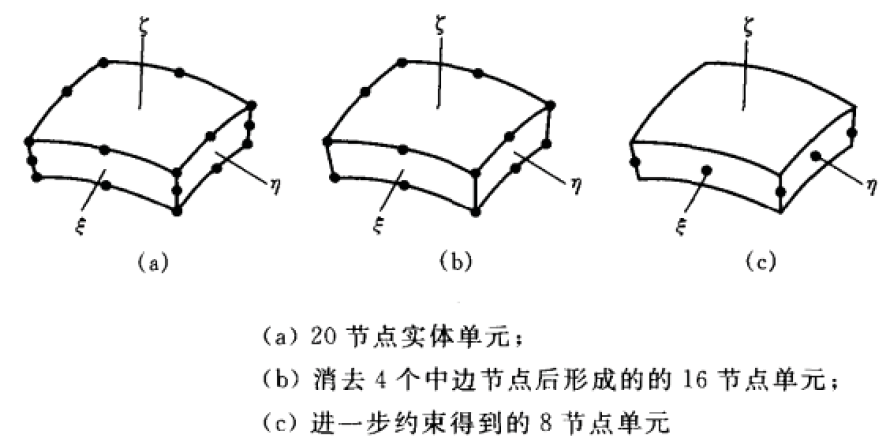 ζ ζ ζ
η η η
ξ ξ ξ
(a) (b) (c)
(a) 20 节点实体单元;
(b) 消去 4 个中边节点后形成的的 16 节点单元;
(c) 进一步约束得到的 8 节点单元